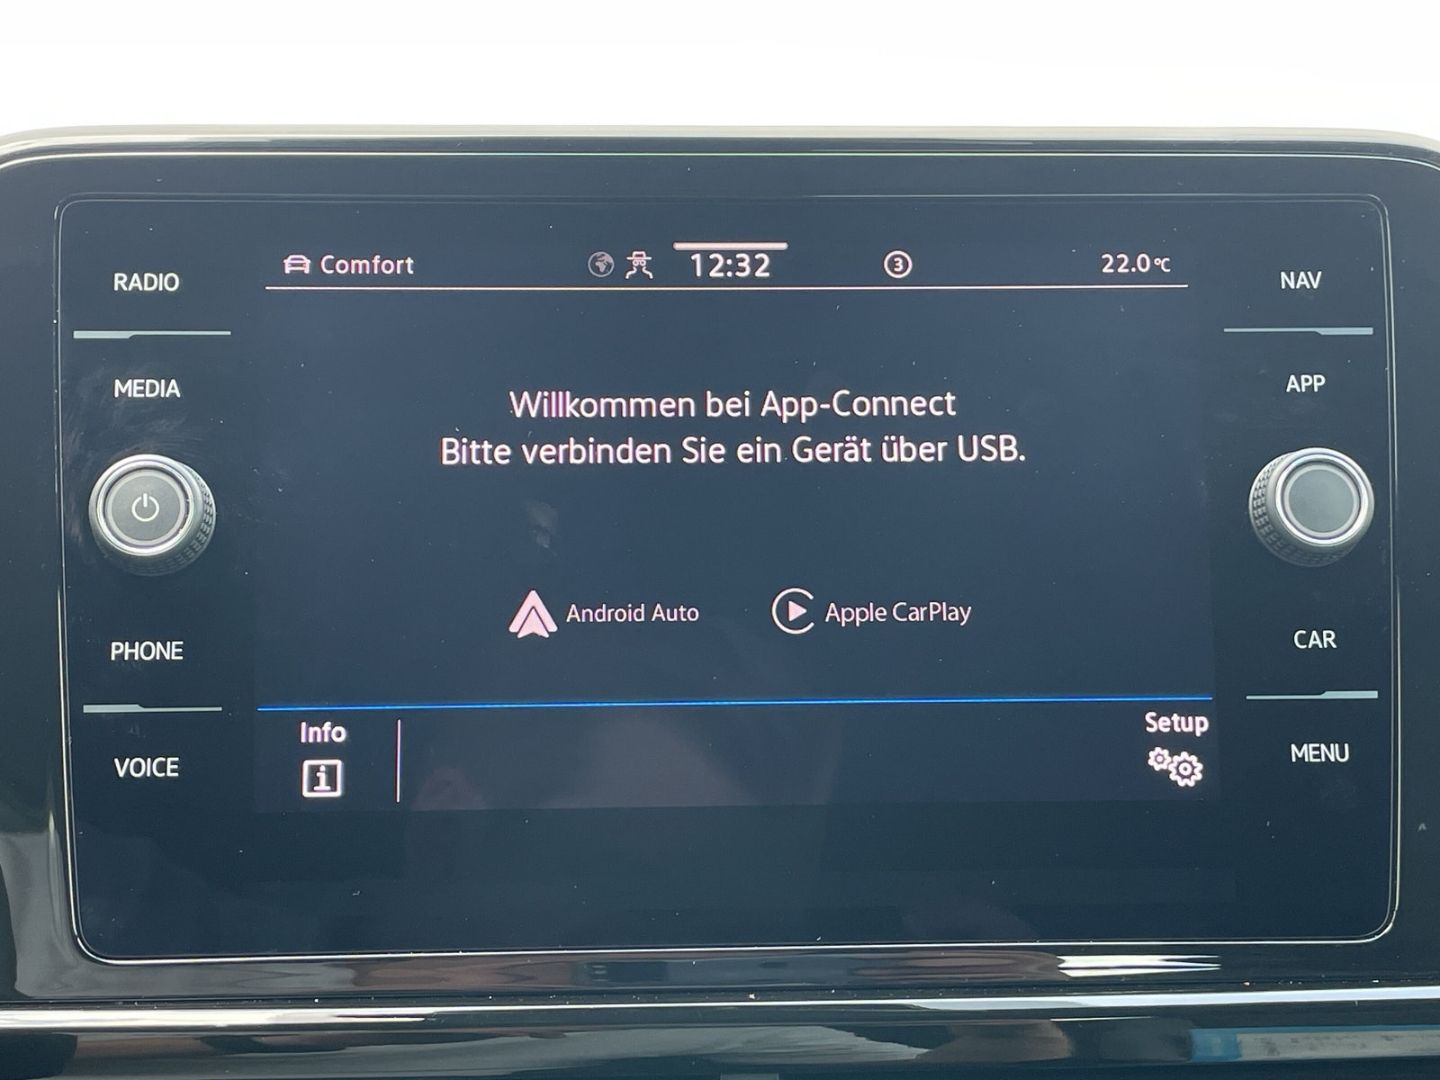 RADIO
MEDIA
PHONE
VOICE
Comfort
12:32
3
22.0°C
Willkommen bei App-Connect
Bitte verbinden Sie ein Gerät über USB.
Android Auto
Apple CarPlay
Info
i
Setup
NAV
APP
CAR
MENU